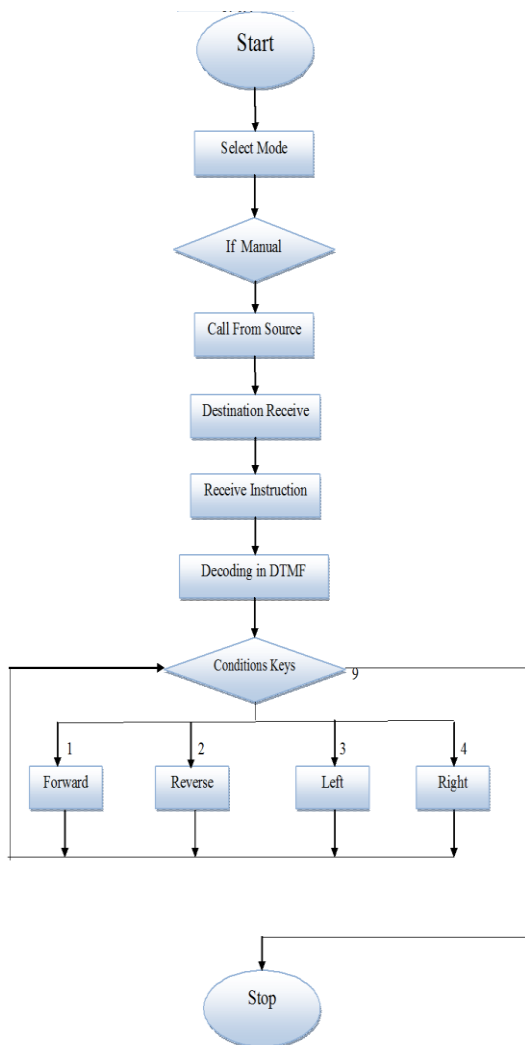 Start
Select Mode
If Manual
Call From Source
Destination Receive
Receive Instruction
Decoding in DTMF
Conditions Keys
9
1
2
3
4
Forward
Reverse
Left
Right
Stop